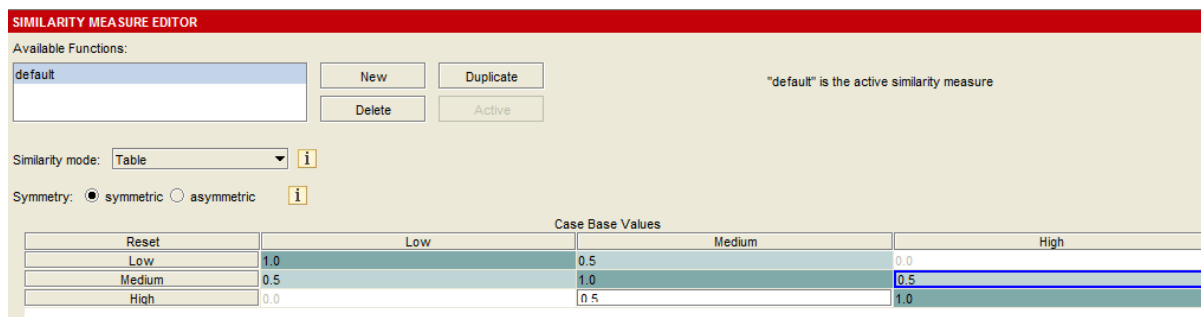 SIMILARITY MEASURE EDITOR
Available Functions:
default
New Duplicate
"default" is the active similarity measure
Delete Active
Similarity mode: Table i
Symmetry: symmetric asymmetric i
Case Base Values
Reset Low Medium High
Low 1.0 0.5 0.0
Medium 0.5 1.0 0.5
High 0.0 0.5 1.0